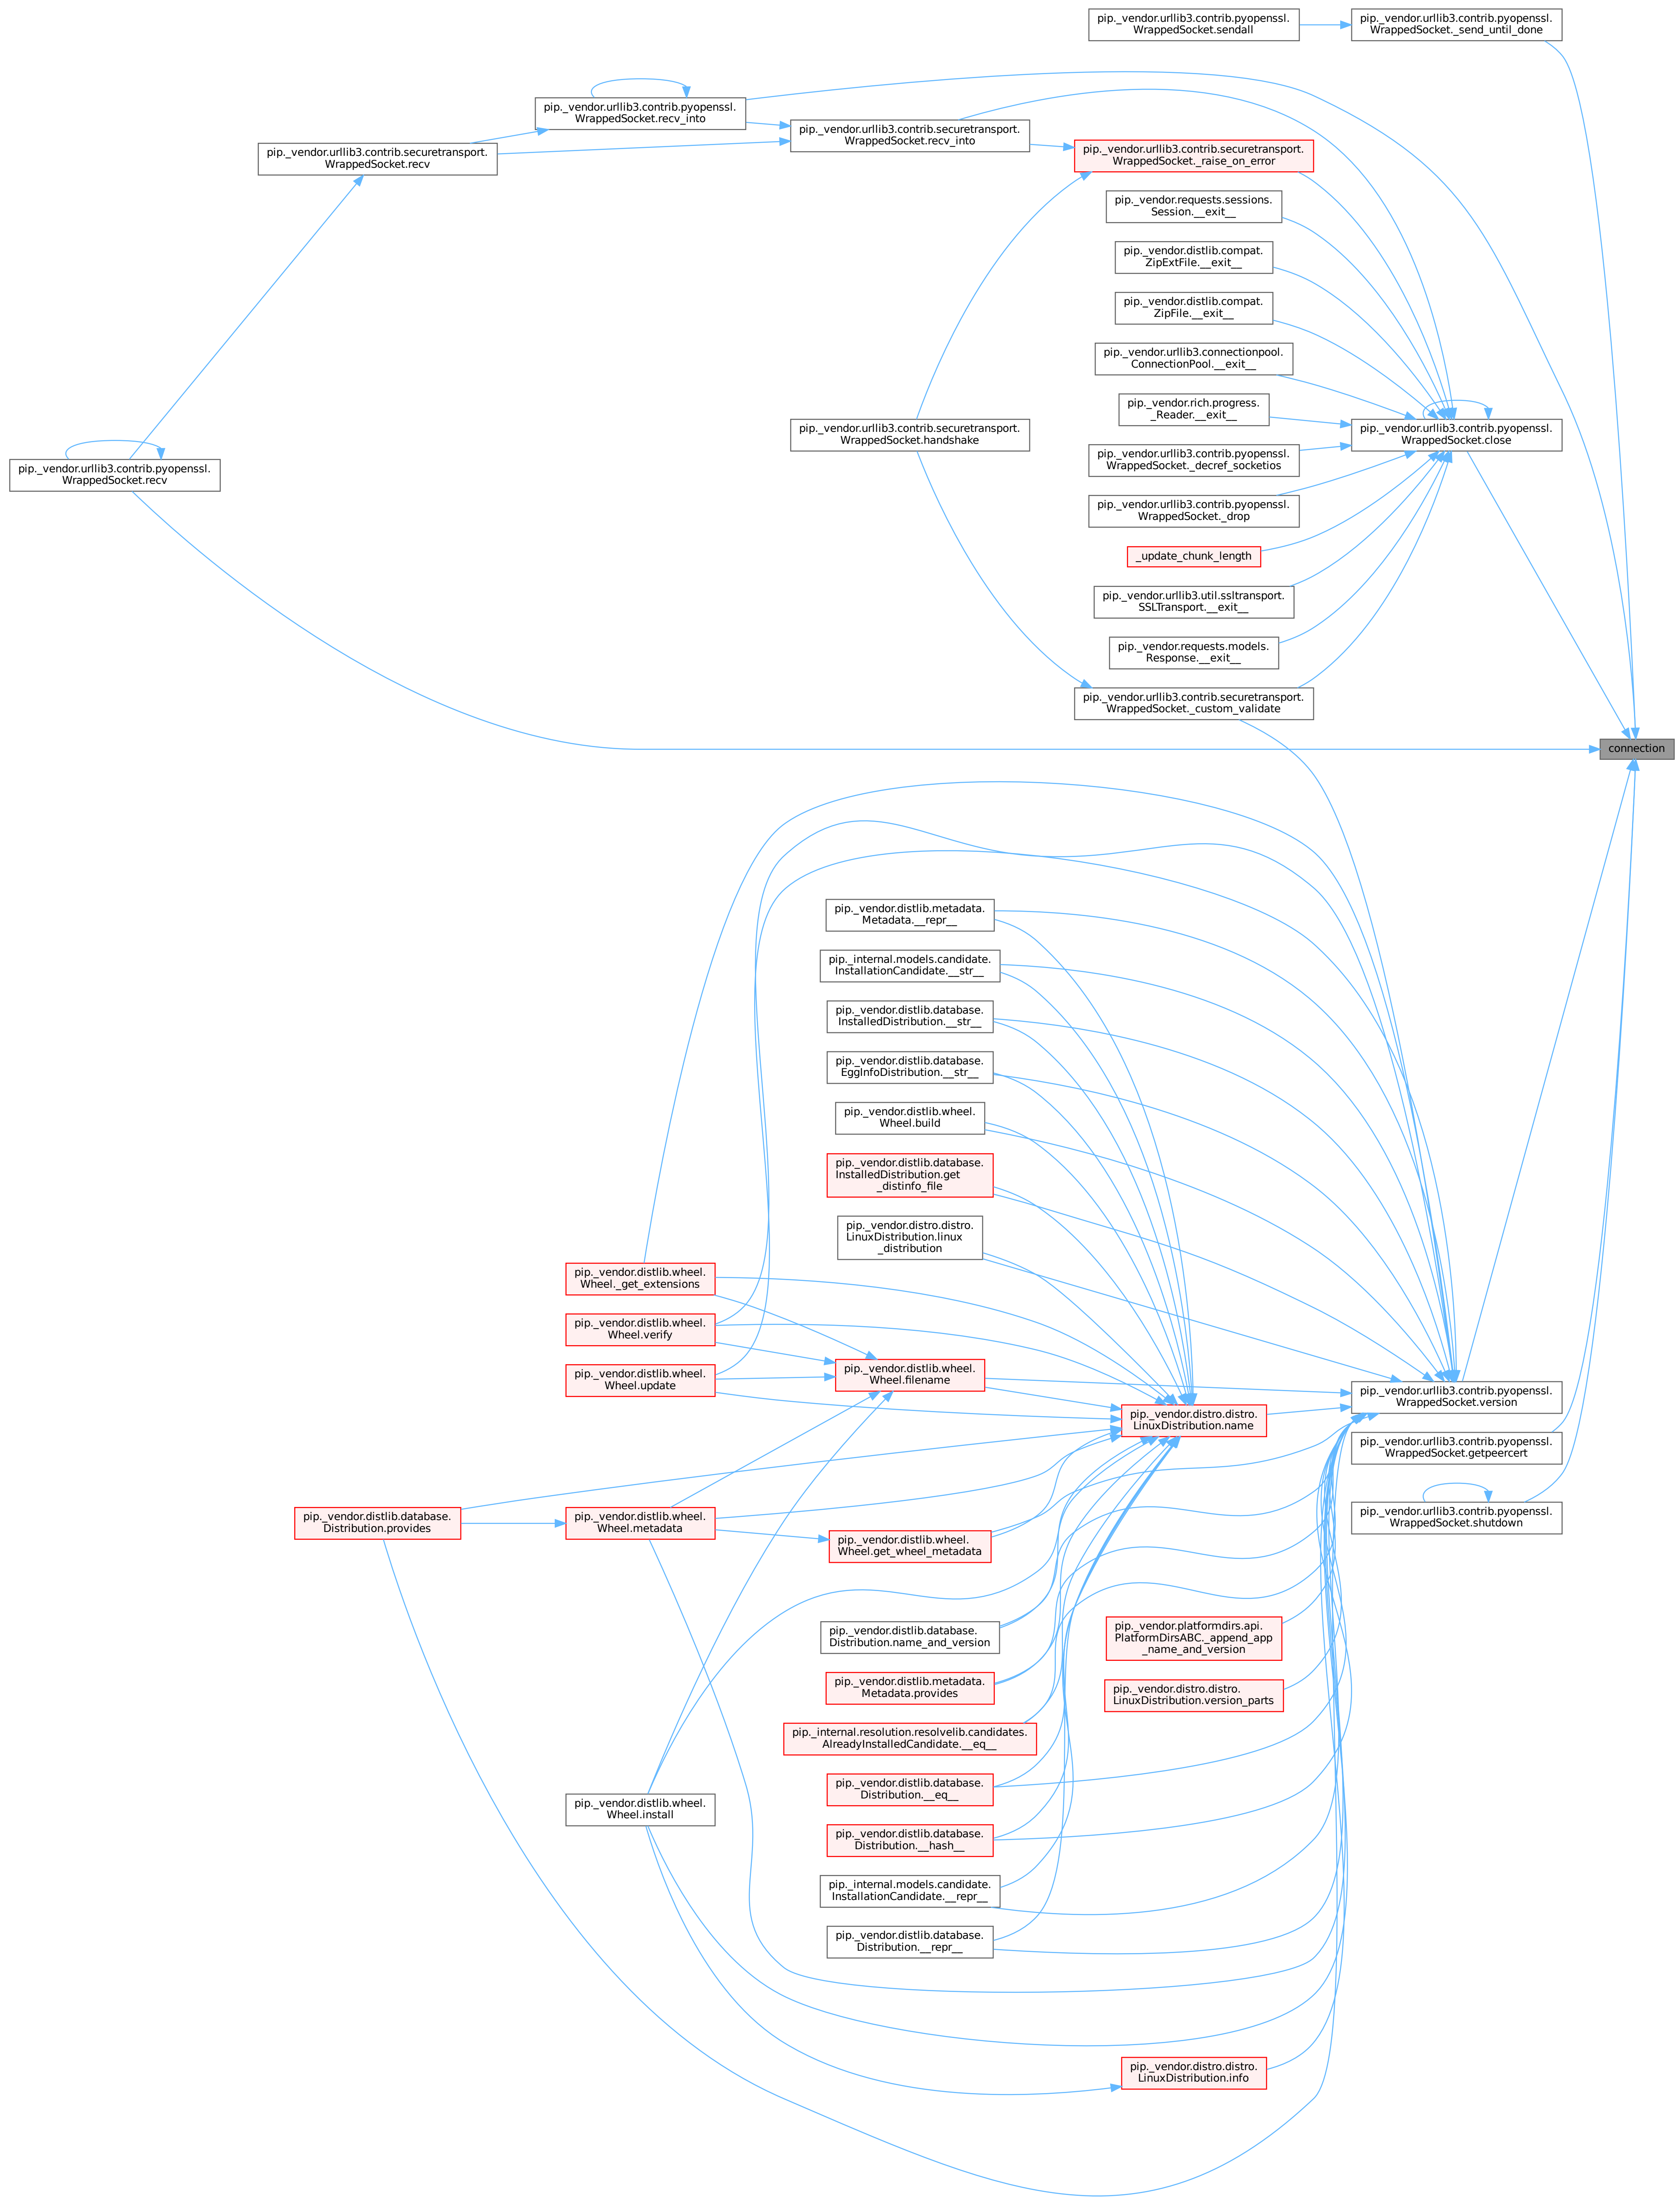 pip._vendor.urllib3.contrib.pyopenssl.
WrappedSocket.sendall
pip._vendor.urllib3.contrib.pyopenssl.
WrappedSocket._send_until_done
pip._vendor.urllib3.contrib.pyopenssl.
WrappedSocket.recv_into
pip._vendor.urllib3.contrib.securetransport.
WrappedSocket.recv_into
pip._vendor.urllib3.contrib.securetransport.
WrappedSocket.recv
pip._vendor.urllib3.contrib.securetransport.
WrappedSocket._raise_on_error
pip._vendor.requests.sessions.
Session.__exit__
pip._vendor.distlib.compat.
ZipExtFile.__exit__
pip._vendor.distlib.compat.
ZipFile.__exit__
pip._vendor.urllib3.connectionpool.
ConnectionPool.__exit__
pip._vendor.rich.progress.
_Reader.__exit__
pip._vendor.urllib3.contrib.securetransport.
WrappedSocket.handshake
pip._vendor.urllib3.contrib.pyopenssl.
WrappedSocket.close
pip._vendor.urllib3.contrib.pyopenssl.
WrappedSocket._decref_socketios
pip._vendor.urllib3.contrib.pyopenssl.
WrappedSocket.recv
pip._vendor.urllib3.contrib.pyopenssl.
WrappedSocket._drop
_update_chunk_length
pip._vendor.urllib3.util.ssltransport.
SSLTransport.__exit__
pip._vendor.requests.models.
Response.__exit__
pip._vendor.urllib3.contrib.securetransport.
WrappedSocket._custom_validate
connection
pip._vendor.distlib.metadata.
Metadata.__repr__
pip._internal.models.candidate.
InstallationCandidate.__str__
pip._vendor.distlib.database.
InstalledDistribution.__str__
pip._vendor.distlib.database.
EggInfoDistribution.__str__
pip._vendor.distlib.wheel.
Wheel.build
pip._vendor.distlib.database.
InstalledDistribution.get
_distinfo_file
pip._vendor.distro.distro.
LinuxDistribution.linux
_distribution
pip._vendor.distlib.wheel.
Wheel._get_extensions
pip._vendor.distlib.wheel.
Wheel.verify
pip._vendor.distlib.wheel.
Wheel.update
pip._vendor.distlib.wheel.
Wheel.filename
pip._vendor.urllib3.contrib.pyopenssl.
WrappedSocket.version
pip._vendor.distro.distro.
LinuxDistribution.name
pip._vendor.urllib3.contrib.pyopenssl.
WrappedSocket.getpeercert
pip._vendor.urllib3.contrib.pyopenssl.
WrappedSocket.shutdown
pip._vendor.distlib.database.
Distribution.provides
pip._vendor.distlib.wheel.
Wheel.metadata
pip._vendor.distlib.wheel.
Wheel.get_wheel_metadata
pip._vendor.distlib.database.
Distribution.name_and_version
pip._vendor.platformdirs.api.
PlatformDirsABC._append_app
_name_and_version
pip._vendor.distlib.metadata.
Metadata.provides
pip._vendor.distro.distro.
LinuxDistribution.version_parts
pip._internal.resolution.resolvelib.candidates.
AlreadyInstalledCandidate.__eq__
pip._vendor.distlib.database.
Distribution.__eq__
pip._vendor.distlib.wheel.
Wheel.install
pip._vendor.distlib.database.
Distribution.__hash__
pip._internal.models.candidate.
InstallationCandidate.__repr__
pip._vendor.distlib.database.
Distribution.__repr__
pip._vendor.distro.distro.
LinuxDistribution.info